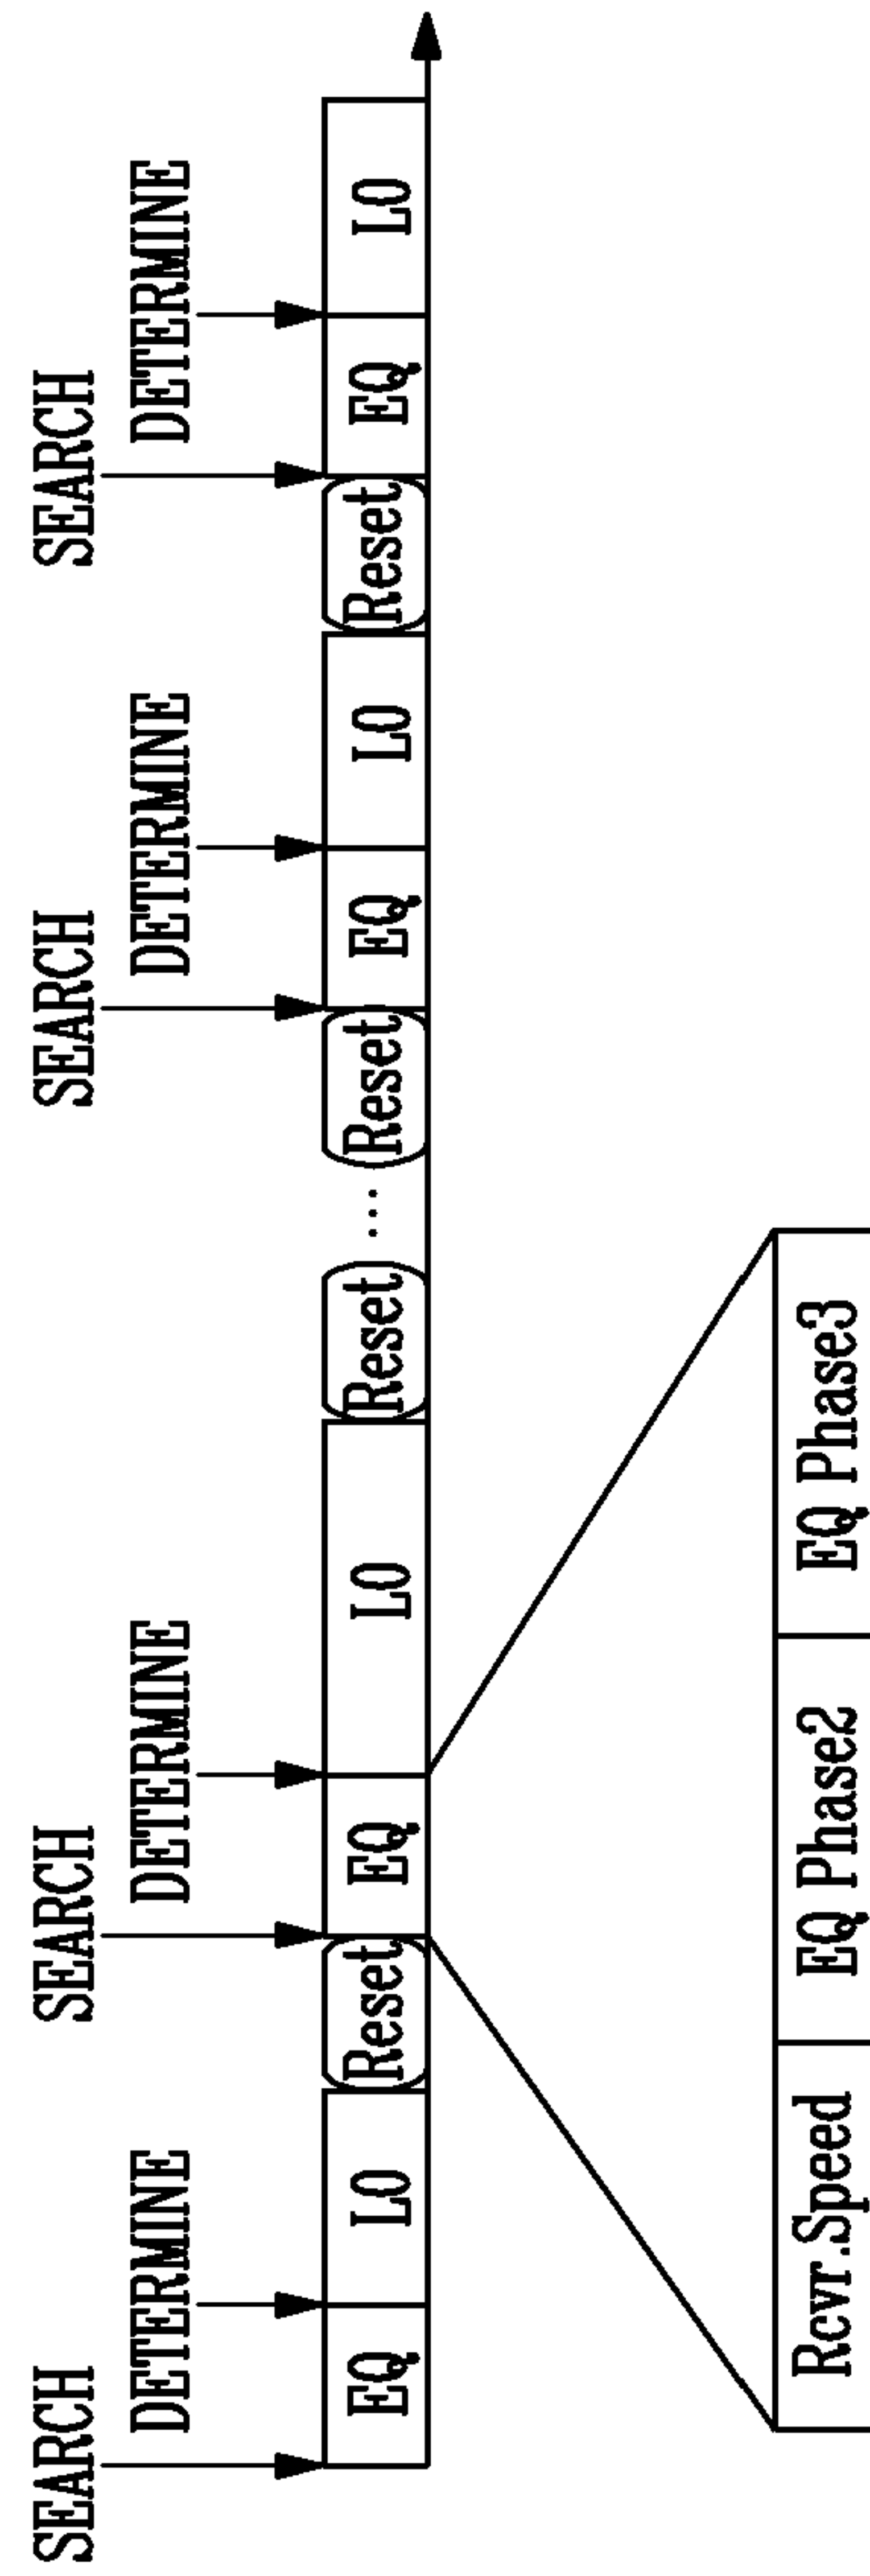 SEARCH SEARCH SEARCH SEARCH
DETERMINE DETERMINE DETERMINE DETERMINE
EQ L0 Reset EQ L0 Reset ... Reset EQ L0 Reset EQ L0
Rcvr.Speed EQ Phase2 EQ Phase3